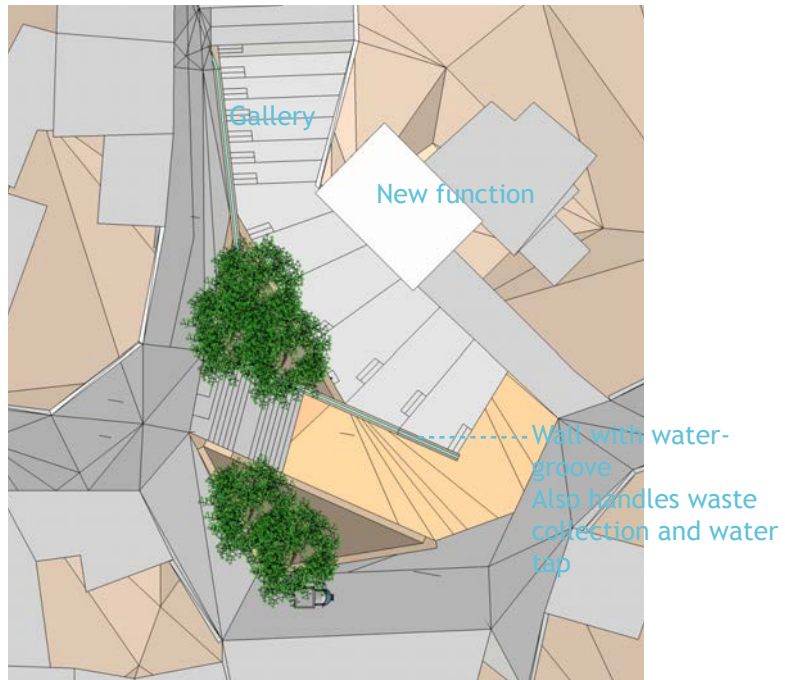 Gallery
New function
Wall with water-
groove
Also handles waste
collection and water
tap